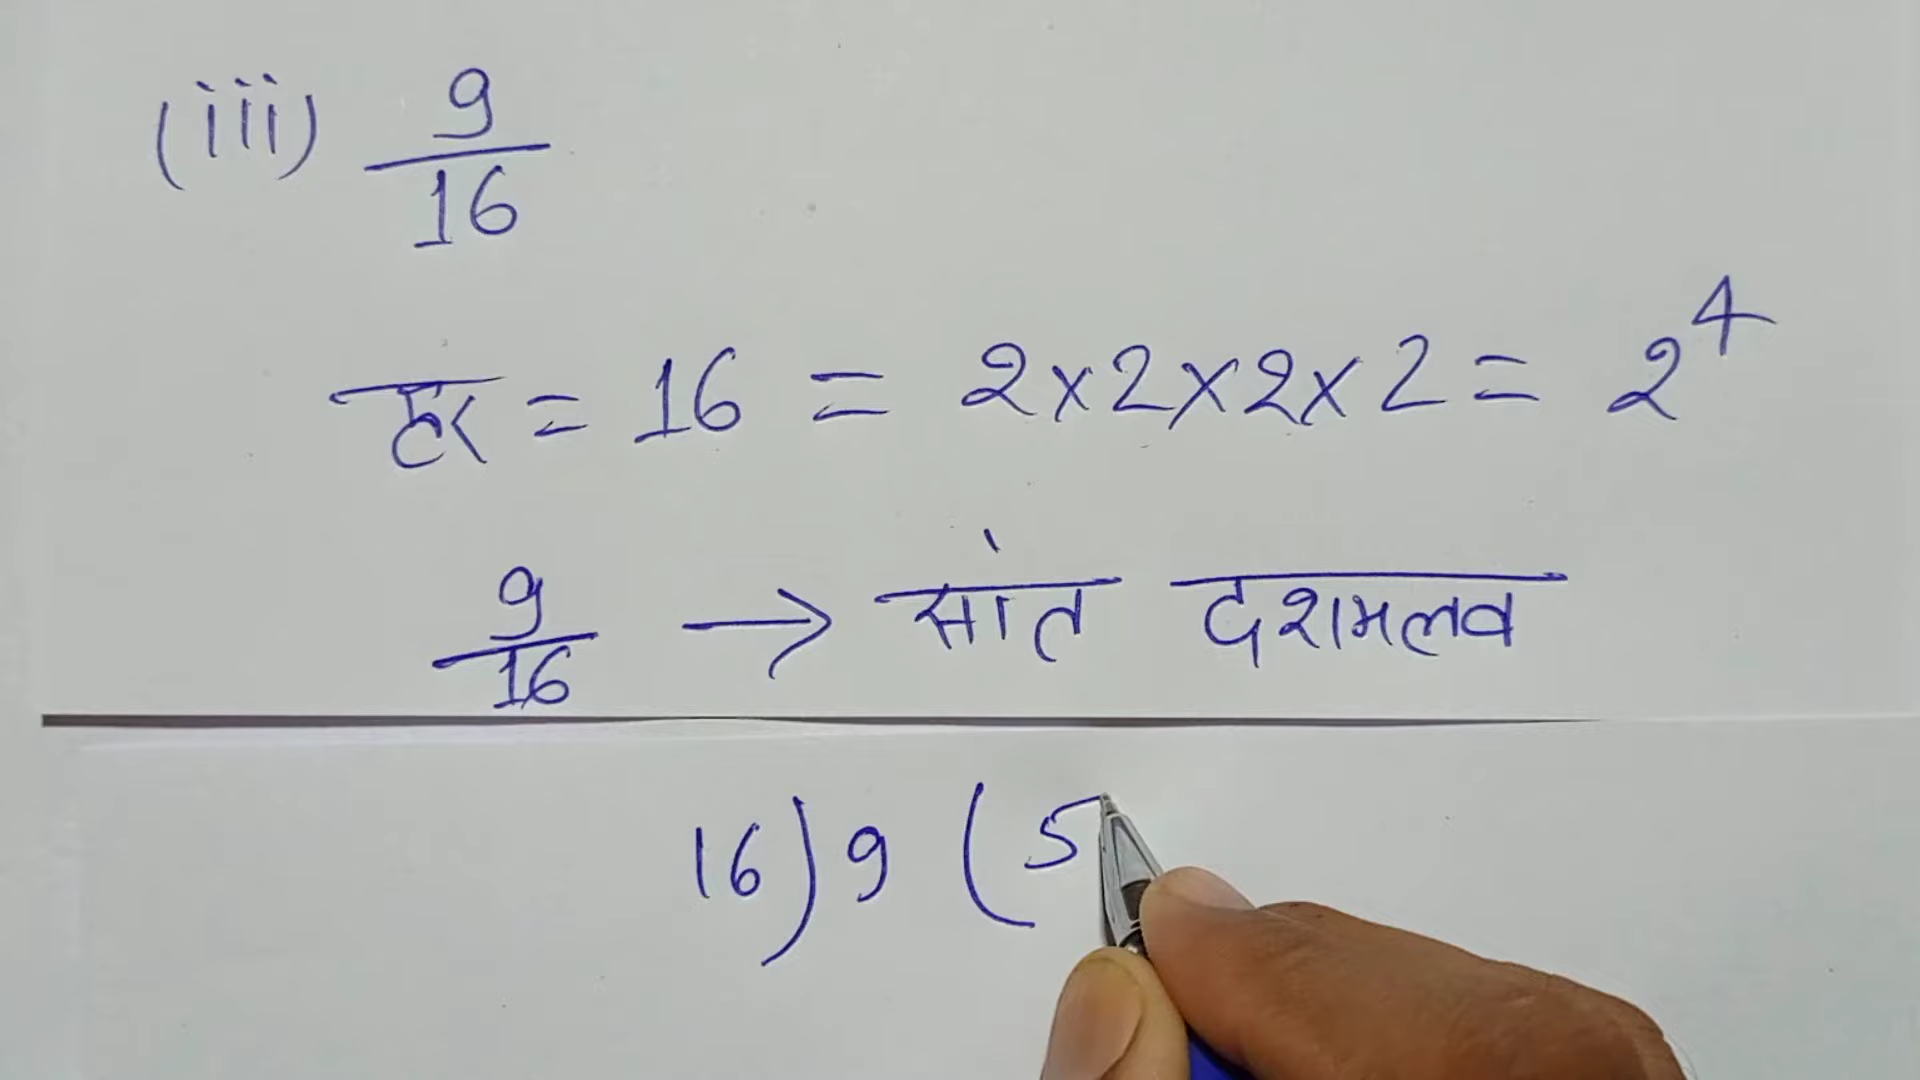 (iii) 9/16
हर = 16 = 2×2×2×2 = 2⁴
9/16 → सांत दशमलव
16)9(5